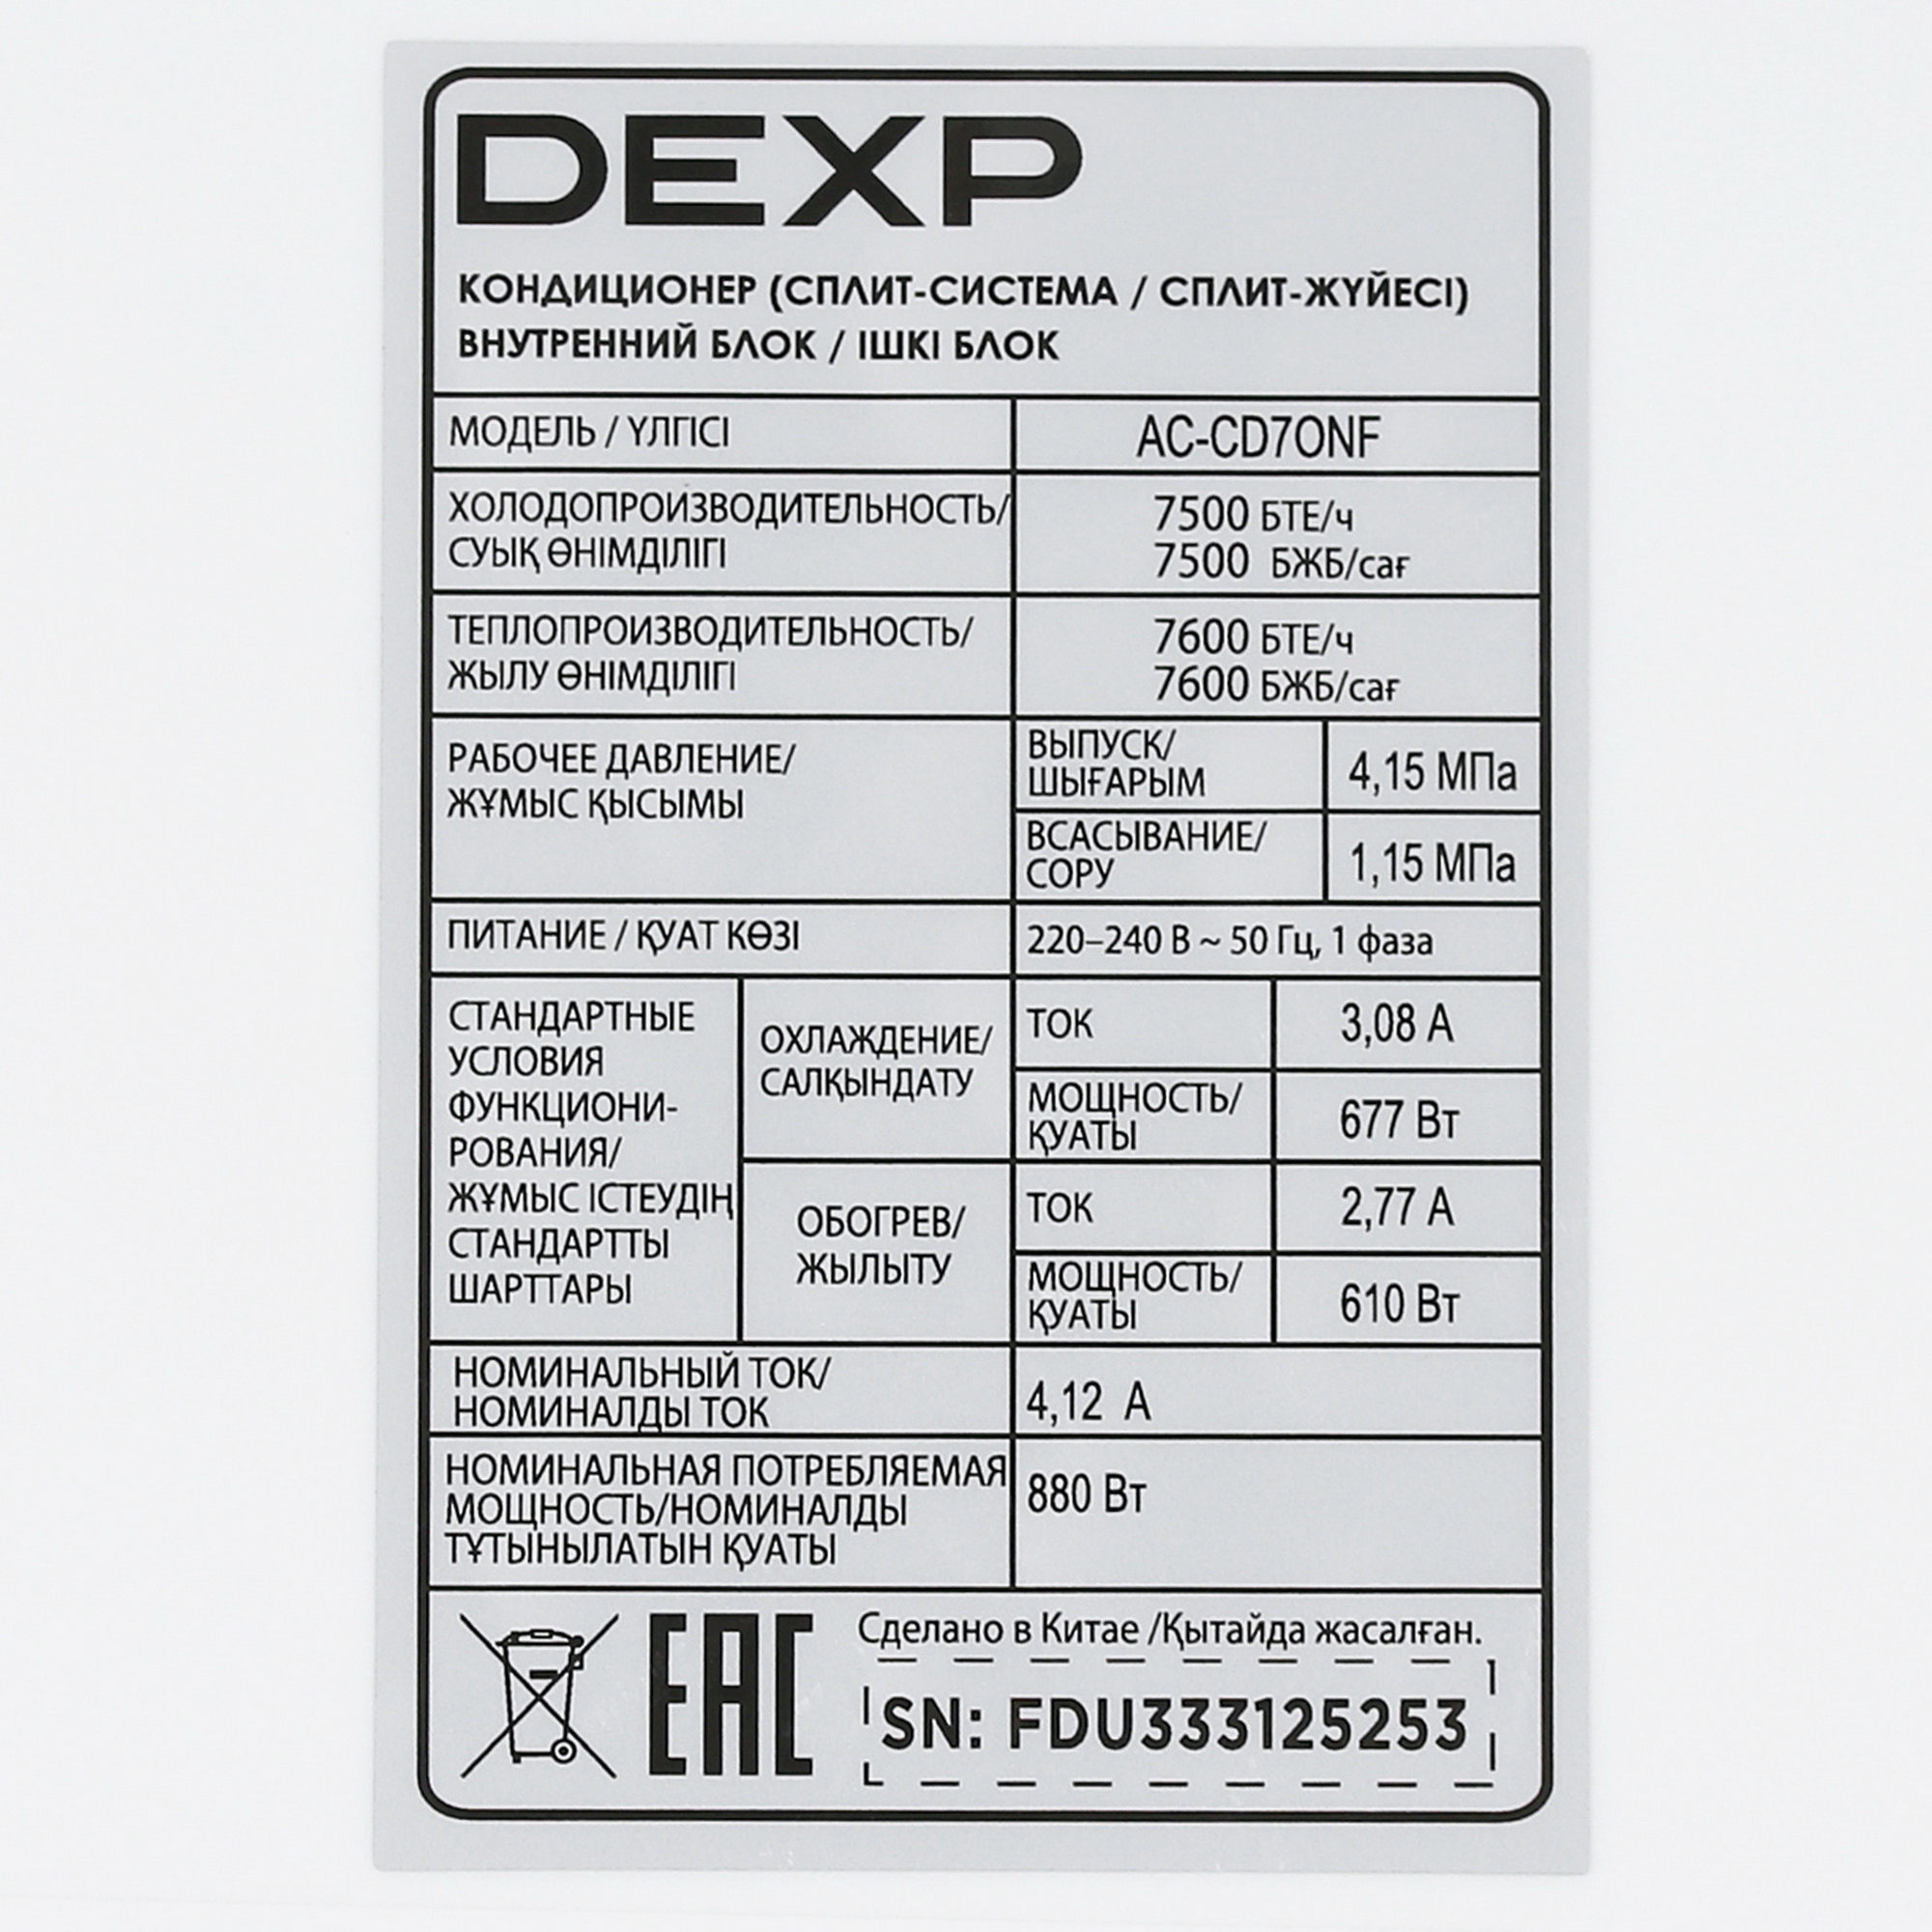 DEXP
КОНДИЦИОНЕР (СПЛИТ-СИСТЕМА / СПЛИТ-ЖҮЙЕСІ)
ВНУТРЕННИЙ БЛОК / ІШКІ БЛОК
МОДЕЛЬ / ҮЛГІСІ AC-CD7ONF
ХОЛОДОПРОИЗВОДИТЕЛЬНОСТЬ/
СУЫҚ ӨНІМДІЛІГІ
7500 БТЕ/ч
7500 БЖБ/сағ
ТЕПЛОПРОИЗВОДИТЕЛЬНОСТЬ/
ЖЫЛУ ӨНІМДІЛІГІ
7600 БТЕ/ч
7600 БЖБ/сағ
РАБОЧЕЕ ДАВЛЕНИЕ/
ЖҰМЫС ҚЫСЫМЫ
ВЫПУСК/
ШЫҒАРЫМ
4,15 МПа
ВСАСЫВАНИЕ/
СОРУ
1,15 МПа
ПИТАНИЕ / ҚУАТ КӨЗІ
220–240 В ~ 50 Гц, 1 фаза
СТАНДАРТНЫЕ
УСЛОВИЯ
ФУНКЦИОНИ-
РОВАНИЯ/
ЖҰМЫС ІСТЕУДІҢ
СТАНДАРТТЫ
ШАРТТАРЫ
ОХЛАЖДЕНИЕ/
САЛҚЫНДАТУ
ТОК
3,08 А
МОЩНОСТЬ/
ҚУАТЫ
677 Вт
ОБОГРЕВ/
ЖЫЛЫТУ
ТОК
2,77 А
МОЩНОСТЬ/
ҚУАТЫ
610 Вт
НОМИНАЛЬНЫЙ ТОК/
НОМИНАЛДЫ ТОК
4,12 А
НОМИНАЛЬНАЯ ПОТРЕБЛЯЕМАЯ
МОЩНОСТЬ/НОМИНАЛДЫ
ТҰТЫНЫЛАТЫН ҚУАТЫ
880 Вт
EAC
Сделано в Китае /Қытайда жасалған.
SN: FDU333125253